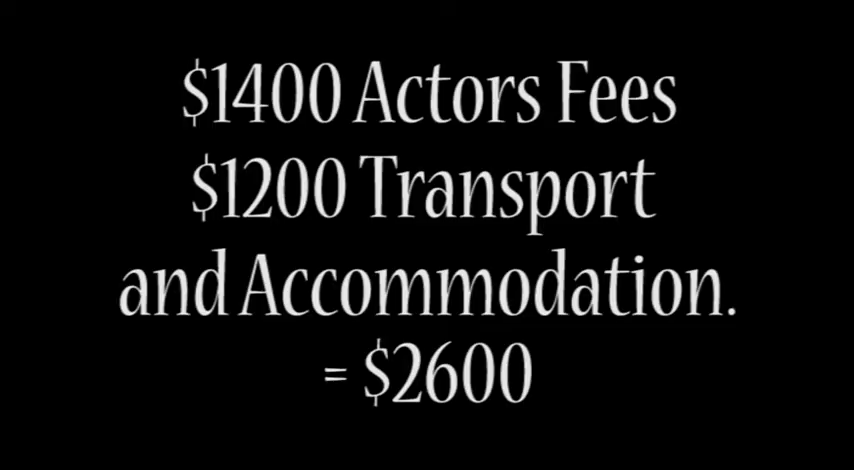 $1400 Actors Fees
$1200 Transport
and Accommodation.
= $2600